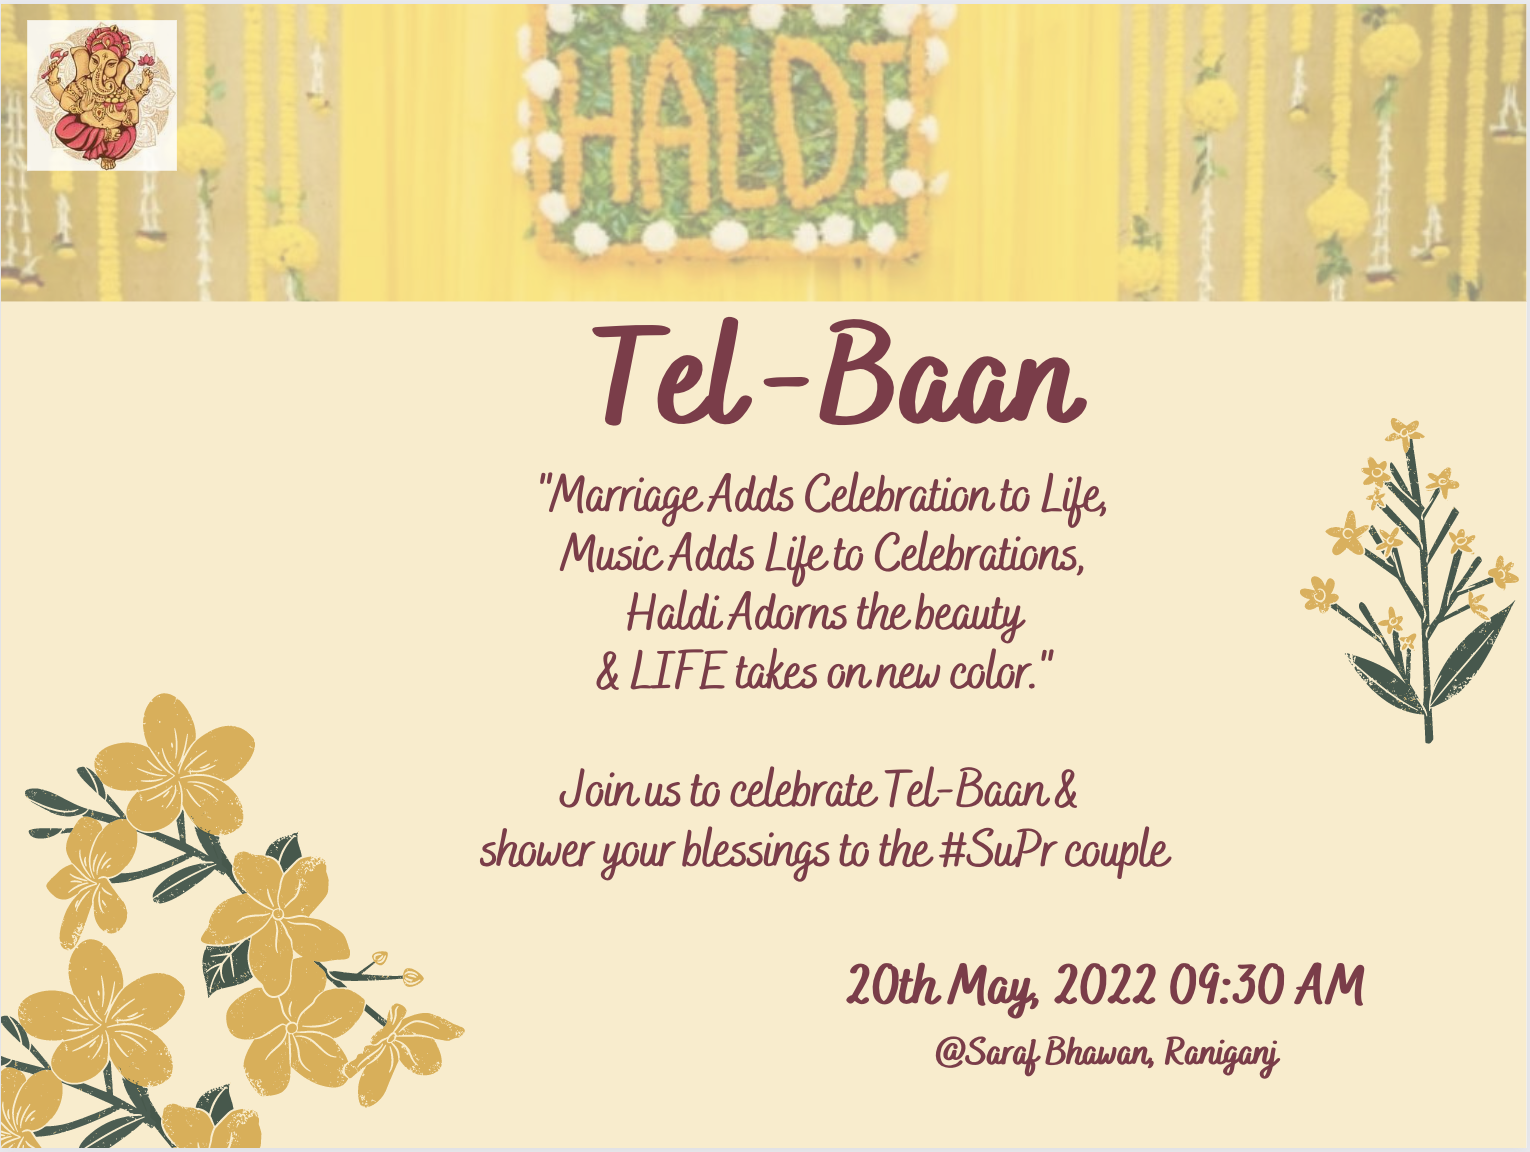 HALDI
Tel-Baan
"Marriage Adds Celebration to Life,
Music Adds Life to Celebrations,
Haldi Adorns the beauty
& LIFE takes on new color."
Join us to celebrate Tel-Baan &
shower your blessings to the #SuPr couple
20th May, 2022 09:30 AM
@Saraf Bhawan, Raniganj